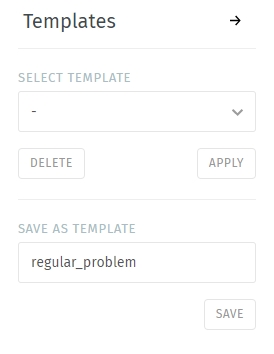 Templates →
SELECT TEMPLATE
-
DELETE APPLY
SAVE AS TEMPLATE
regular_problem
SAVE